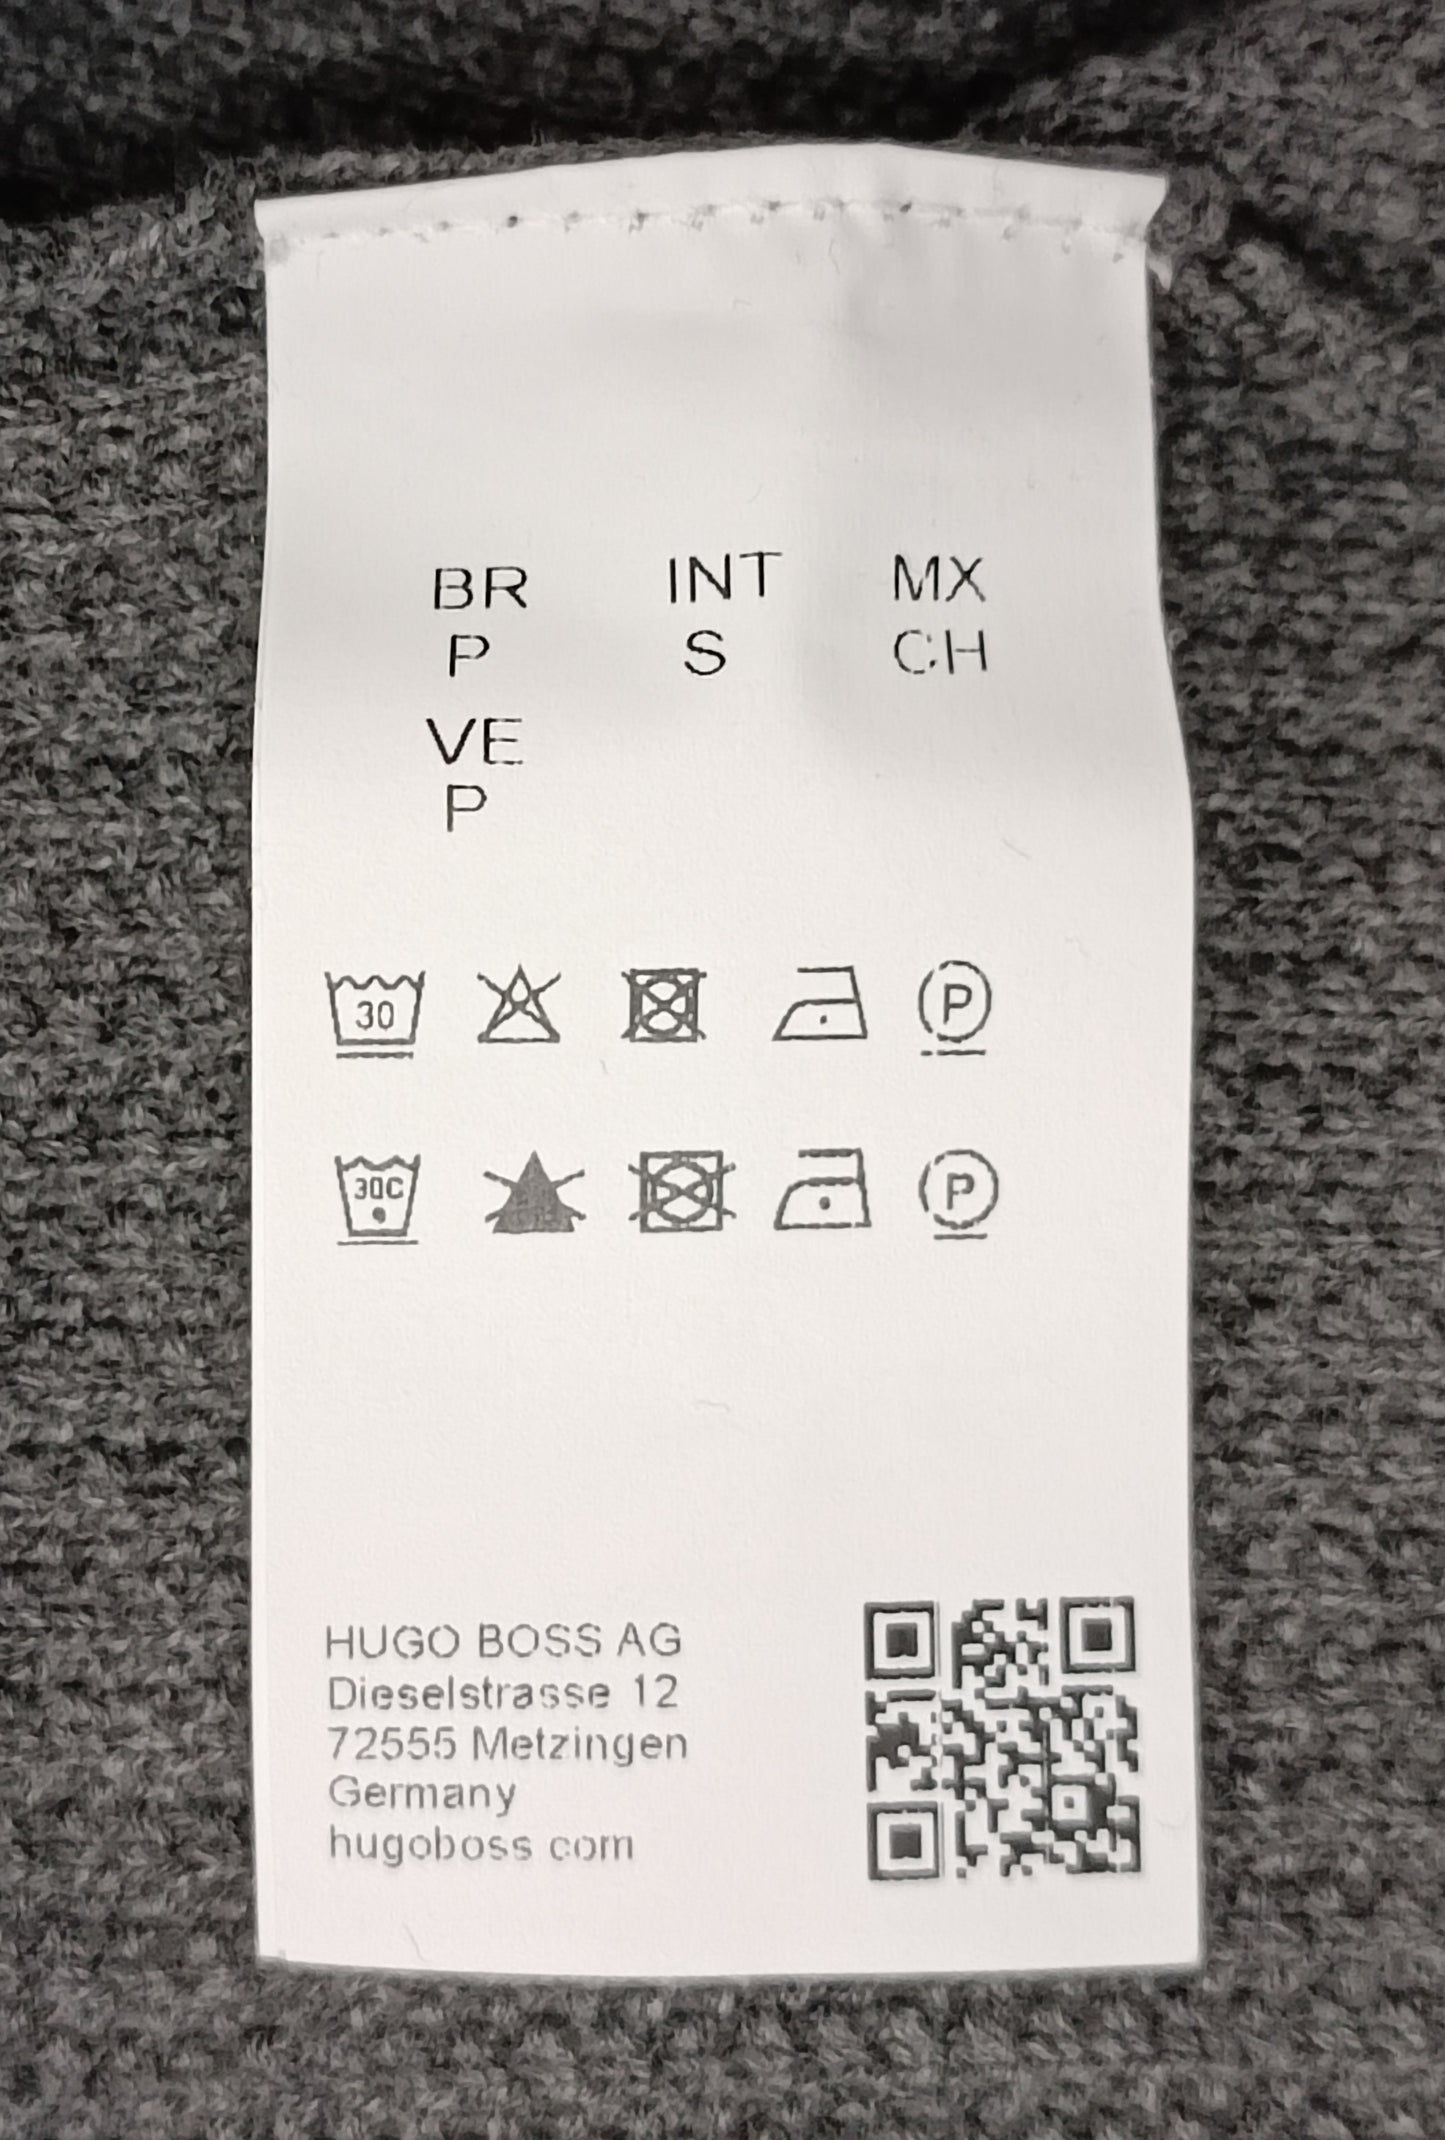 BR INT MX
P S CH
VE
P
30 P
30C P
HUGO BOSS AG
Dieselstrasse 12
72555 Metzingen
Germany
hugoboss com